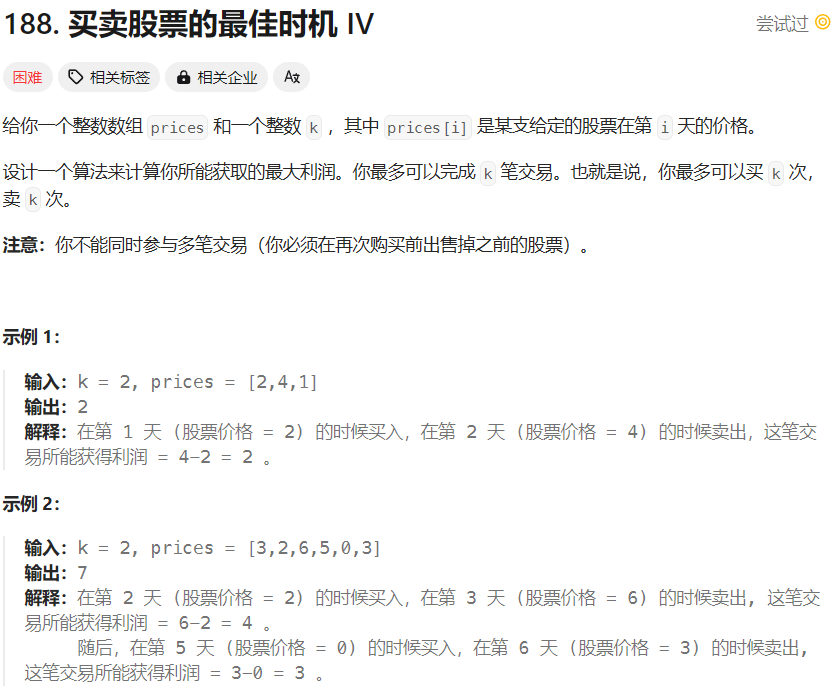 188. 买卖股票的最佳时机 IV
尝试过
困难 相关标签 相关企业 Ax
给你一个整数数组 prices 和一个整数 k ，其中 prices[i] 是某支给定的股票在第 i 天的价格。
设计一个算法来计算你所能获取的最大利润。你最多可以完成 k 笔交易。也就是说，你最多可以买 k 次，
卖 k 次。
注意：你不能同时参与多笔交易（你必须在再次购买前出售掉之前的股票）。
示例 1：
输入：k = 2, prices = [2,4,1]
输出：2
解释：在第 1 天 (股票价格 = 2) 的时候买入，在第 2 天 (股票价格 = 4) 的时候卖出，这笔交
易所能获得利润 = 4-2 = 2 。
示例 2：
输入：k = 2, prices = [3,2,6,5,0,3]
输出：7
解释：在第 2 天 (股票价格 = 2) 的时候买入，在第 3 天 (股票价格 = 6) 的时候卖出, 这笔交
易所能获得利润 = 6-2 = 4 。
随后，在第 5 天 (股票价格 = 0) 的时候买入，在第 6 天 (股票价格 = 3) 的时候卖出,
这笔交易所能获得利润 = 3-0 = 3 。